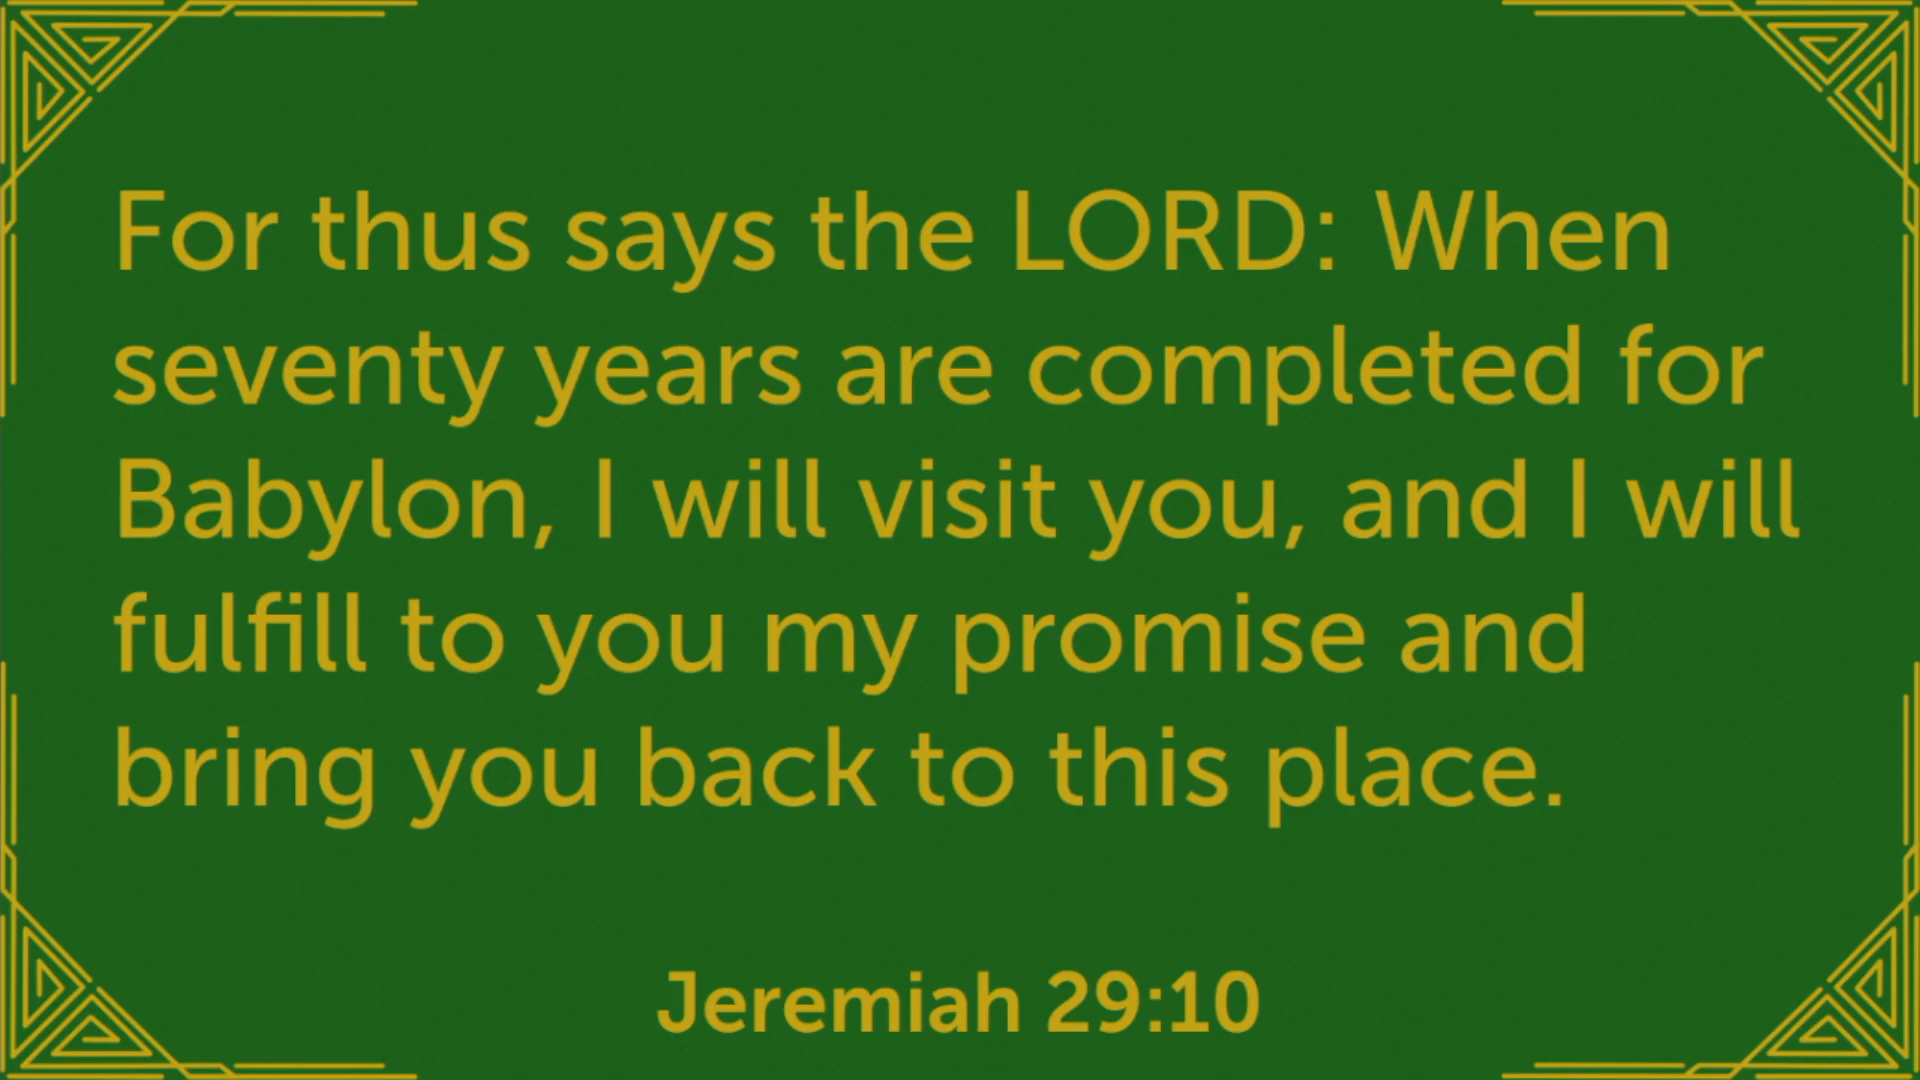 For thus says the LORD: When
seventy years are completed for
Babylon, I will visit you, and I will
fulfill to you my promise and
bring you back to this place.
Jeremiah 29:10